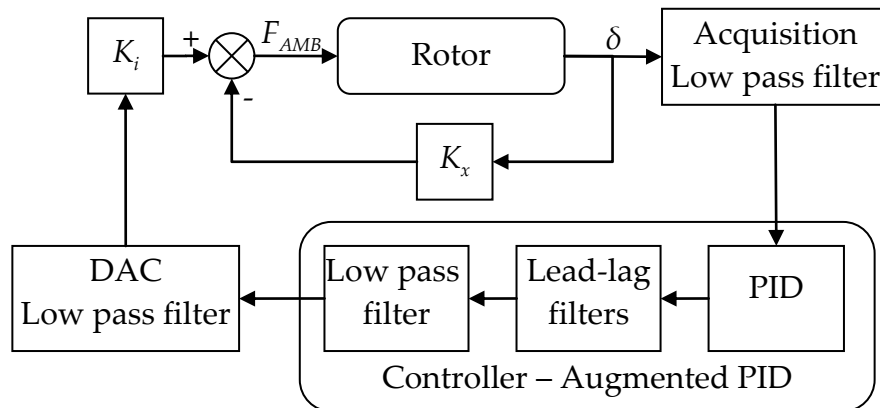 K_i
+
F_AMB
-
Rotor
δ
Acquisition
Low pass filter
K_x
DAC
Low pass filter
Low pass
filter
Lead-lag
filters
PID
Controller – Augmented PID